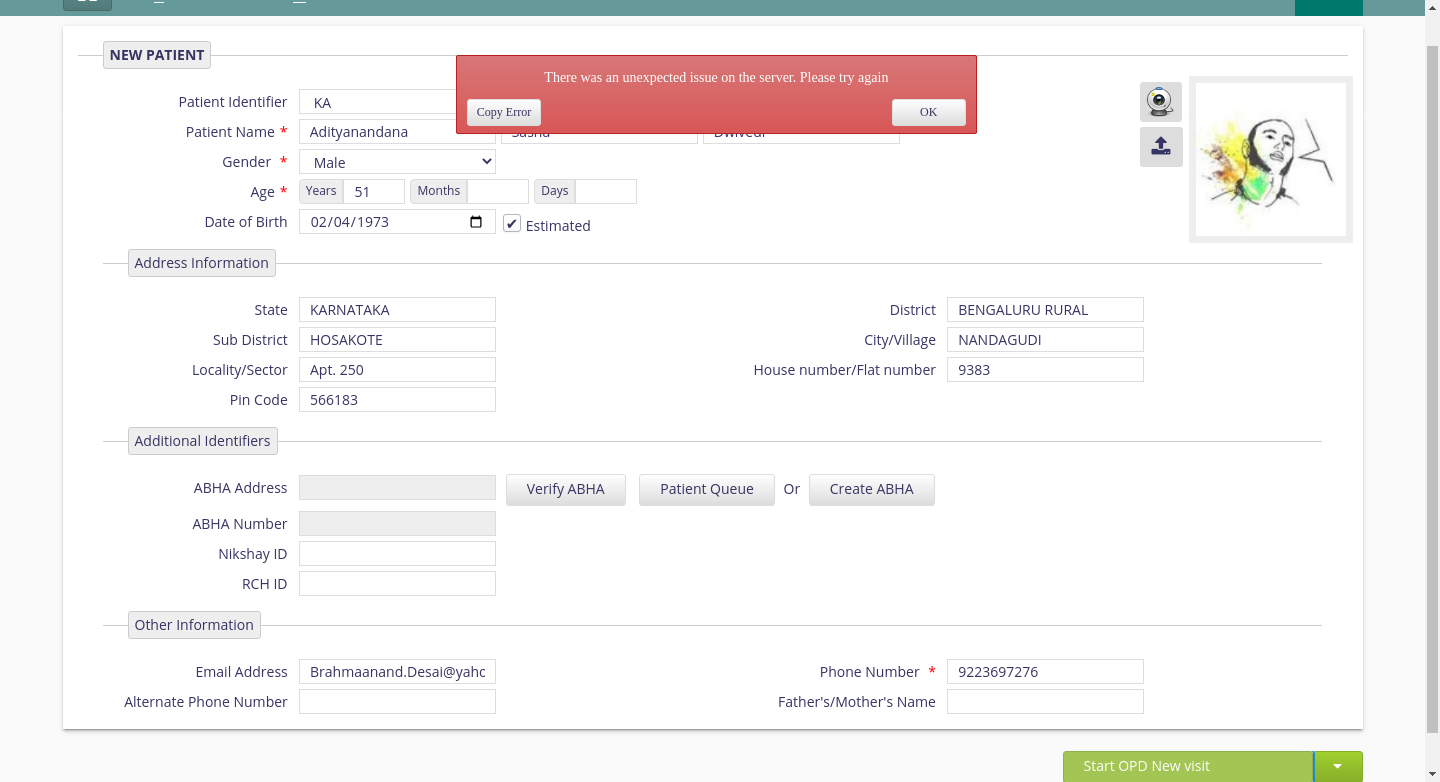 NEW PATIENT
There was an unexpected issue on the server. Please try again
Copy Error OK
Patient Identifier KA
Patient Name * Adityanandana
Gender * Male
Age * Years 51 Months Days
Date of Birth 02/04/1973 Estimated
Address Information
State KARNATAKA District BENGALURU RURAL
Sub District HOSAKOTE City/Village NANDAGUDI
Locality/Sector Apt. 250 House number/Flat number 9383
Pin Code 566183
Additional Identifiers
ABHA Address Verify ABHA Patient Queue Or Create ABHA
ABHA Number
Nikshay ID
RCH ID
Other Information
Email Address Brahmaanand.Desai@yaho Phone Number * 9223697276
Alternate Phone Number Father's/Mother's Name
Start OPD New visit